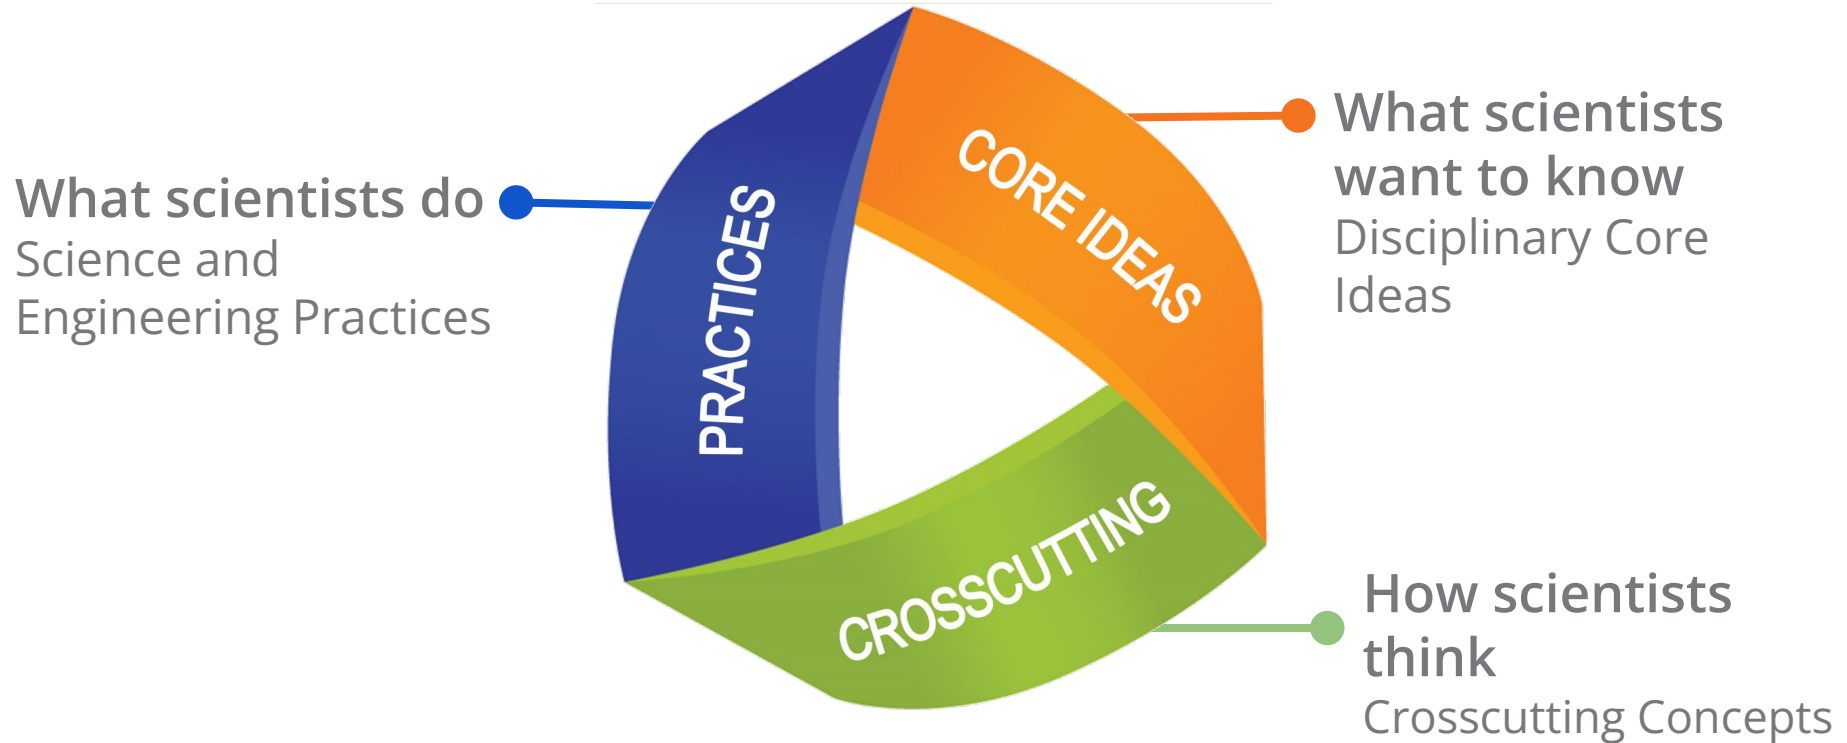 What scientists do
Science and
Engineering Practices
PRACTICES
CORE IDEAS
CROSSCUTTING
What scientists
want to know
Disciplinary Core
Ideas
How scientists
think
Crosscutting Concepts